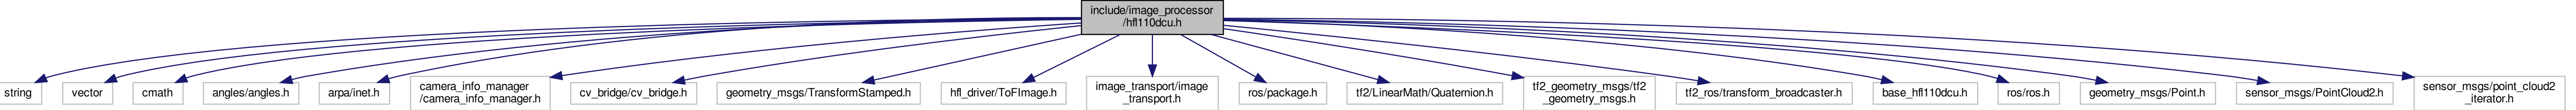 include/image_processor
/hfl110dcu.h
string
vector
cmath
angles/angles.h
arpa/inet.h
camera_info_manager
/camera_info_manager.h
cv_bridge/cv_bridge.h
geometry_msgs/TransformStamped.h
hfl_driver/ToFImage.h
image_transport/image
_transport.h
ros/package.h
tf2/LinearMath/Quaternion.h
tf2_geometry_msgs/tf2
_geometry_msgs.h
tf2_ros/transform_broadcaster.h
base_hfl110dcu.h
ros/ros.h
geometry_msgs/Point.h
sensor_msgs/PointCloud2.h
sensor_msgs/point_cloud2
_iterator.h